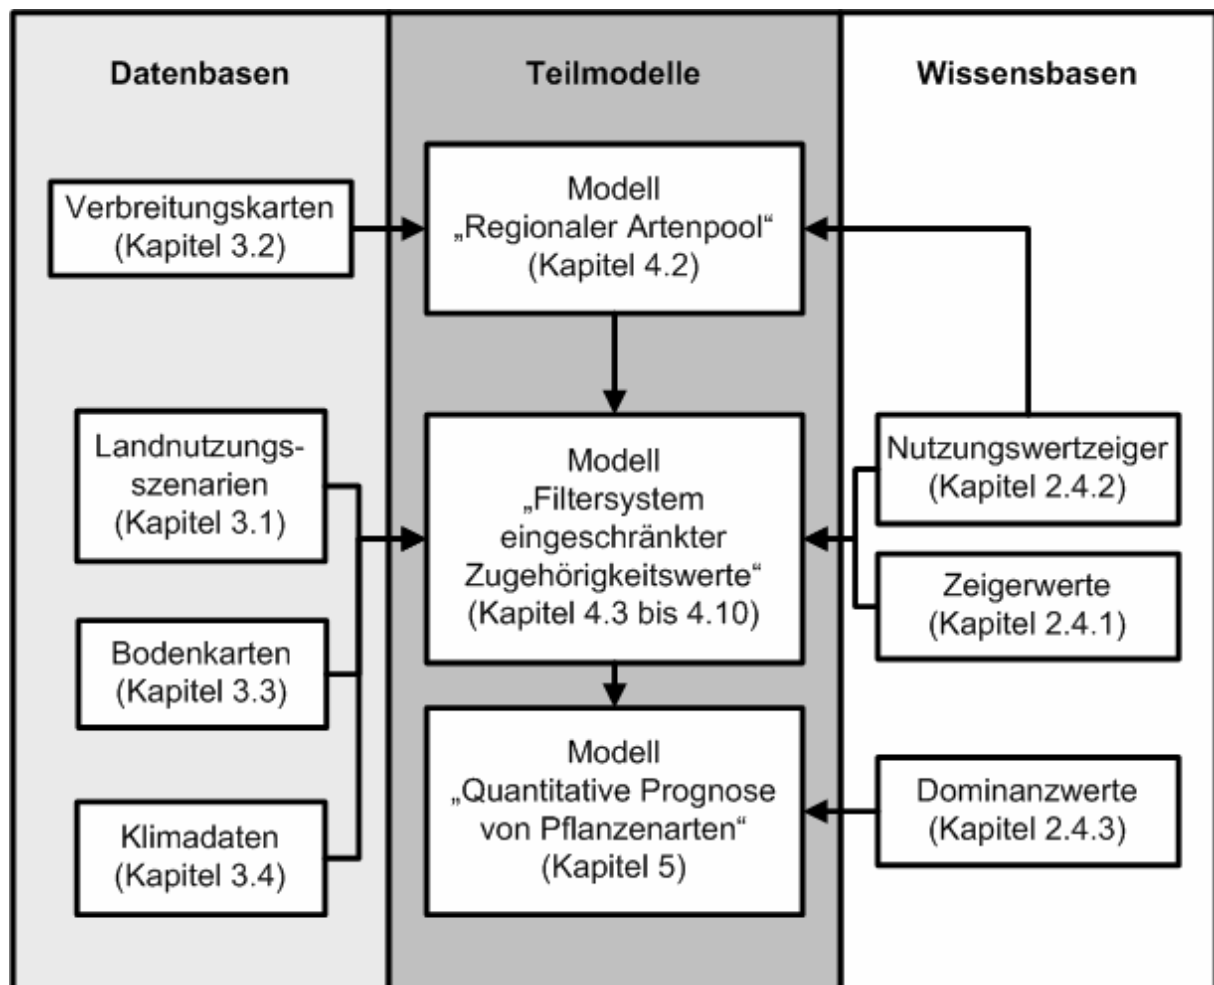 Datenbasen
Verbreitungskarten
(Kapitel 3.2)
Landnutzungs-
szenarien
(Kapitel 3.1)
Bodenkarten
(Kapitel 3.3)
Klimadaten
(Kapitel 3.4)
Teilmodelle
Modell
„Regionaler Artenpool“
(Kapitel 4.2)
Modell
„Filtersystem
eingeschränkter
Zugehörigkeitswerte“
(Kapitel 4.3 bis 4.10)
Modell
„Quantitative Prognose
von Pflanzenarten“
(Kapitel 5)
Wissensbasen
Nutzungswertzeiger
(Kapitel 2.4.2)
Zeigerwerte
(Kapitel 2.4.1)
Dominanzwerte
(Kapitel 2.4.3)